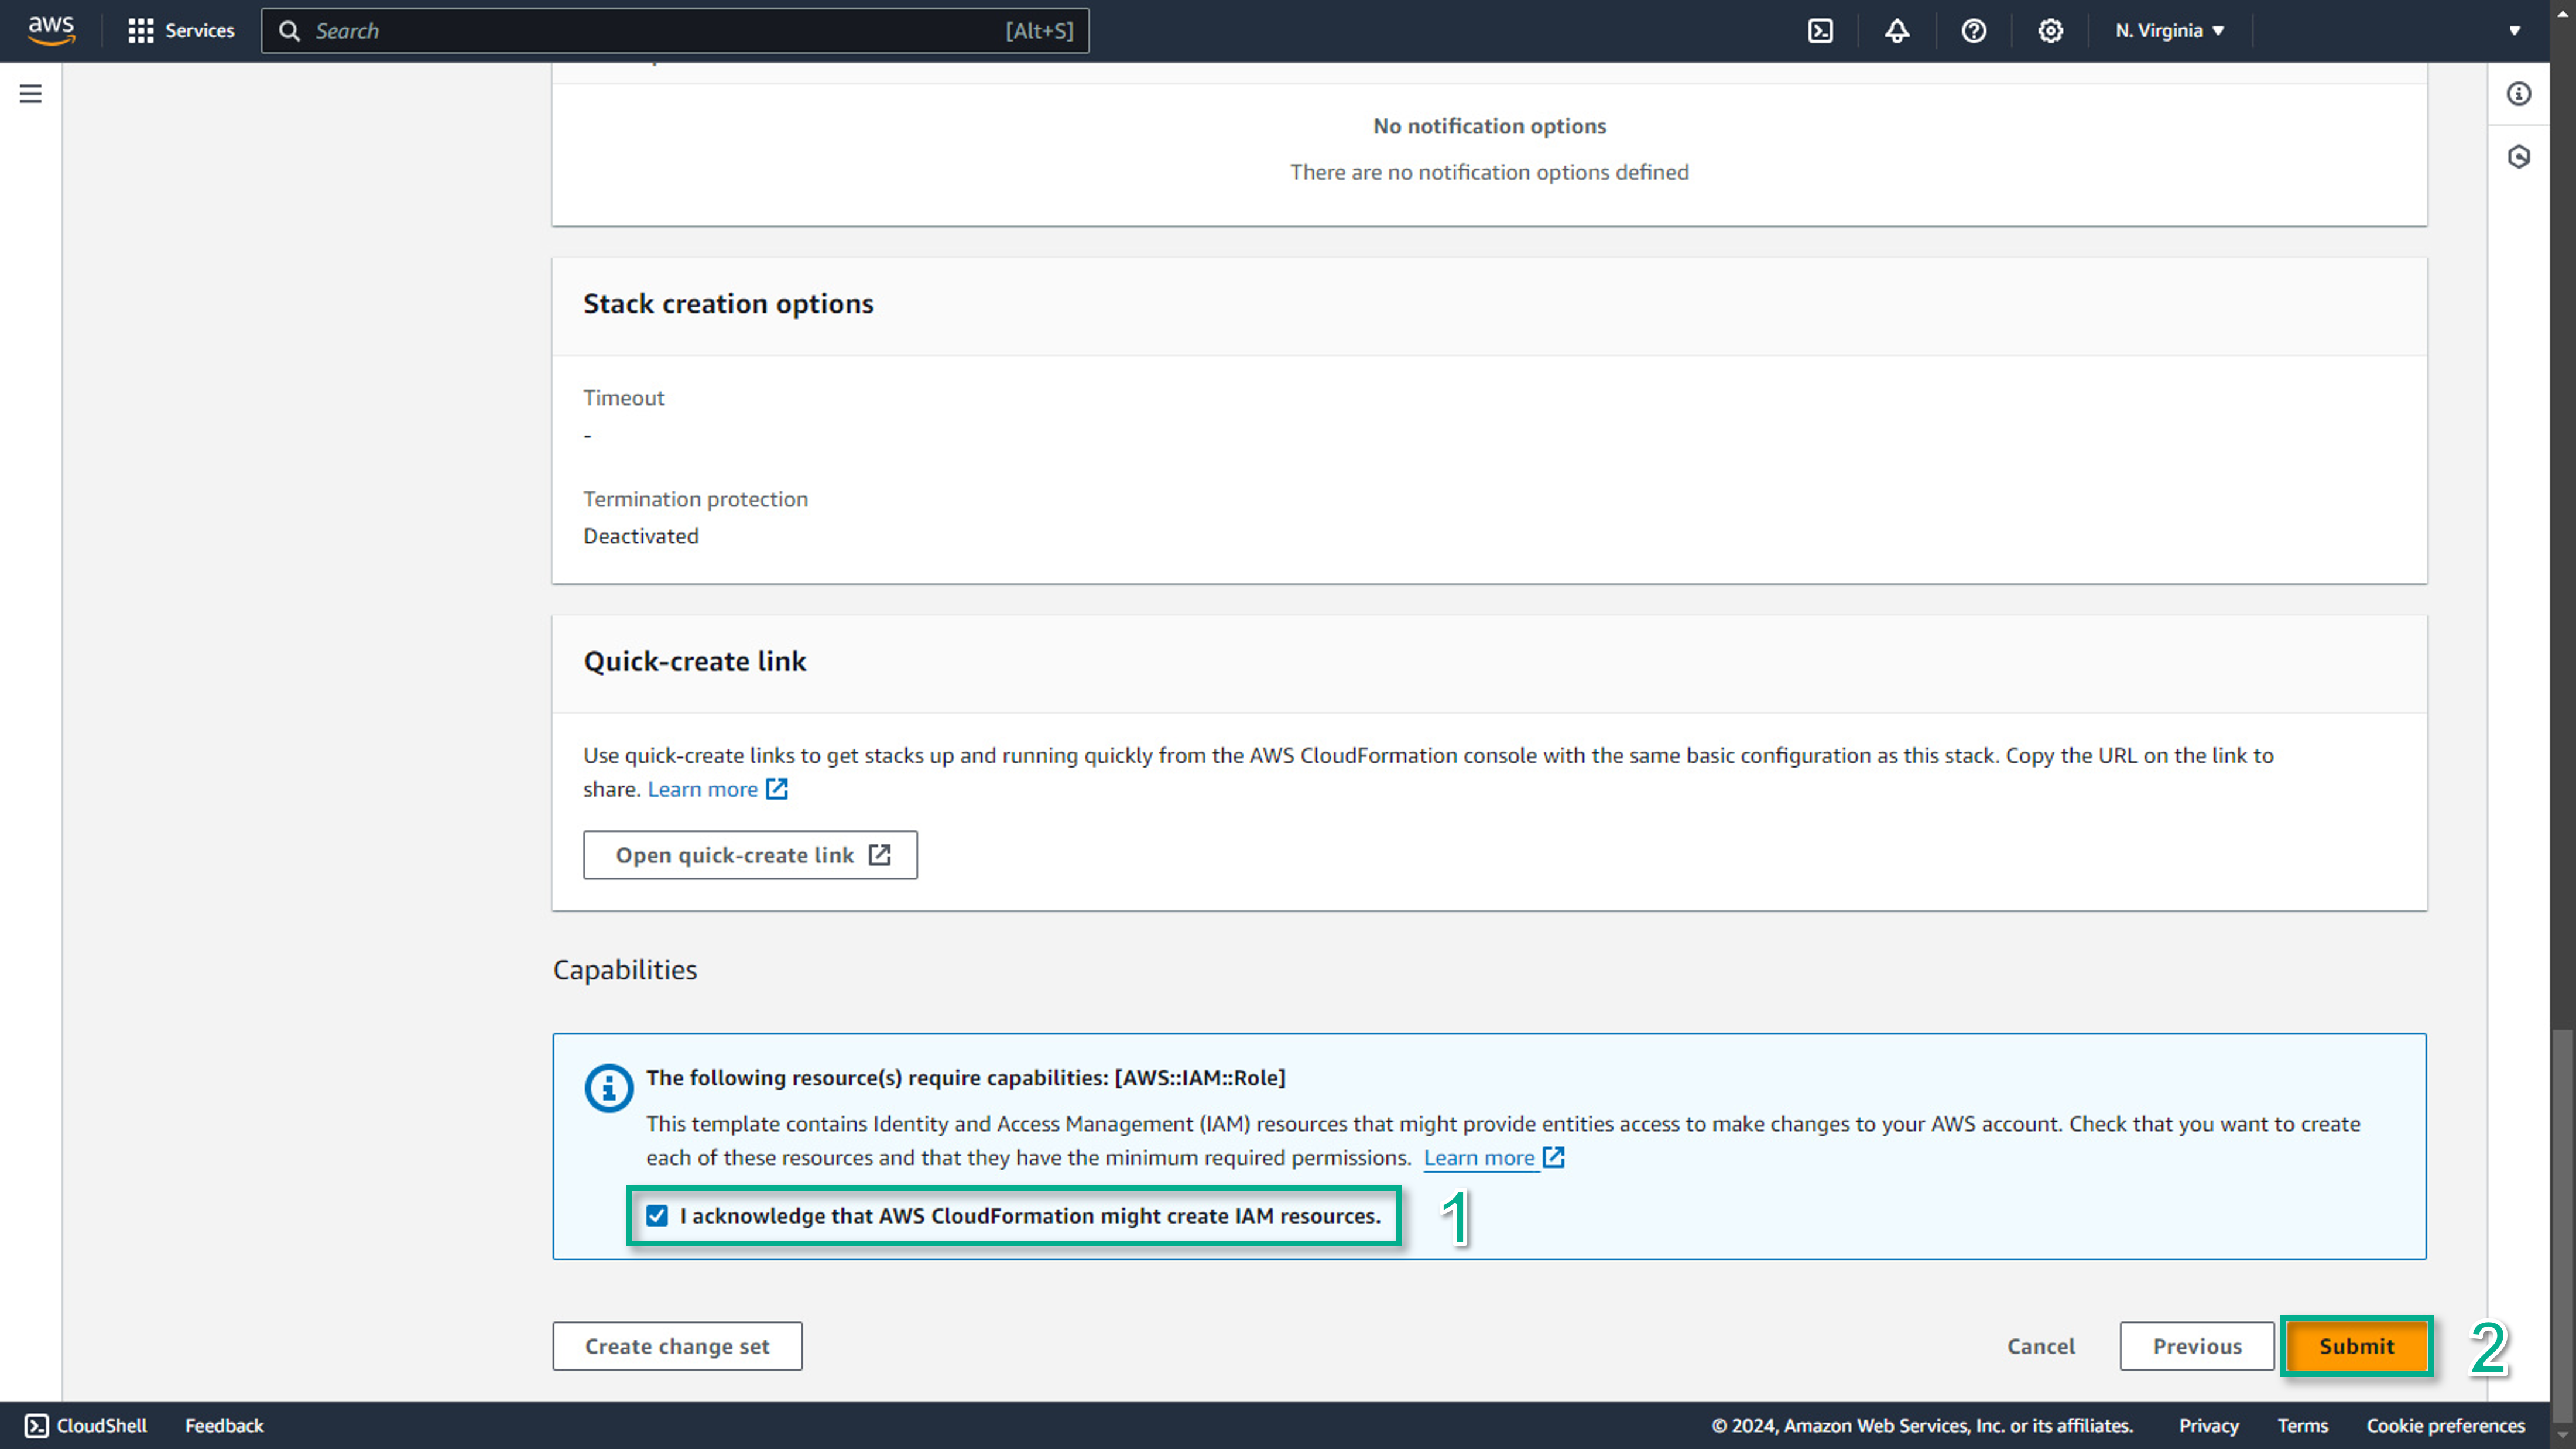 aws
Services
Search
[Alt+S]
N. Virginia
No notification options
There are no notification options defined
Stack creation options
Timeout
-
Termination protection
Deactivated
Quick-create link
Use quick-create links to get stacks up and running quickly from the AWS CloudFormation console with the same basic configuration as this stack. Copy the URL on the link to
share. Learn more
Open quick-create link
Capabilities
The following resource(s) require capabilities: [AWS::IAM::Role]
This template contains Identity and Access Management (IAM) resources that might provide entities access to make changes to your AWS account. Check that you want to create
each of these resources and that they have the minimum required permissions. Learn more
I acknowledge that AWS CloudFormation might create IAM resources.
1
Create change set
Cancel
Previous
Submit
2
CloudShell
Feedback
© 2024, Amazon Web Services, Inc. or its affiliates.
Privacy
Terms
Cookie preferences